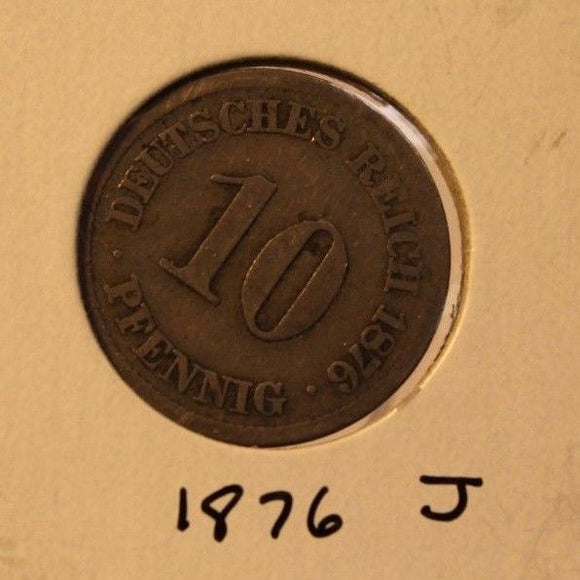 DEUTSCHES REICH 1876
10
· PFENNIG ·
1876 J